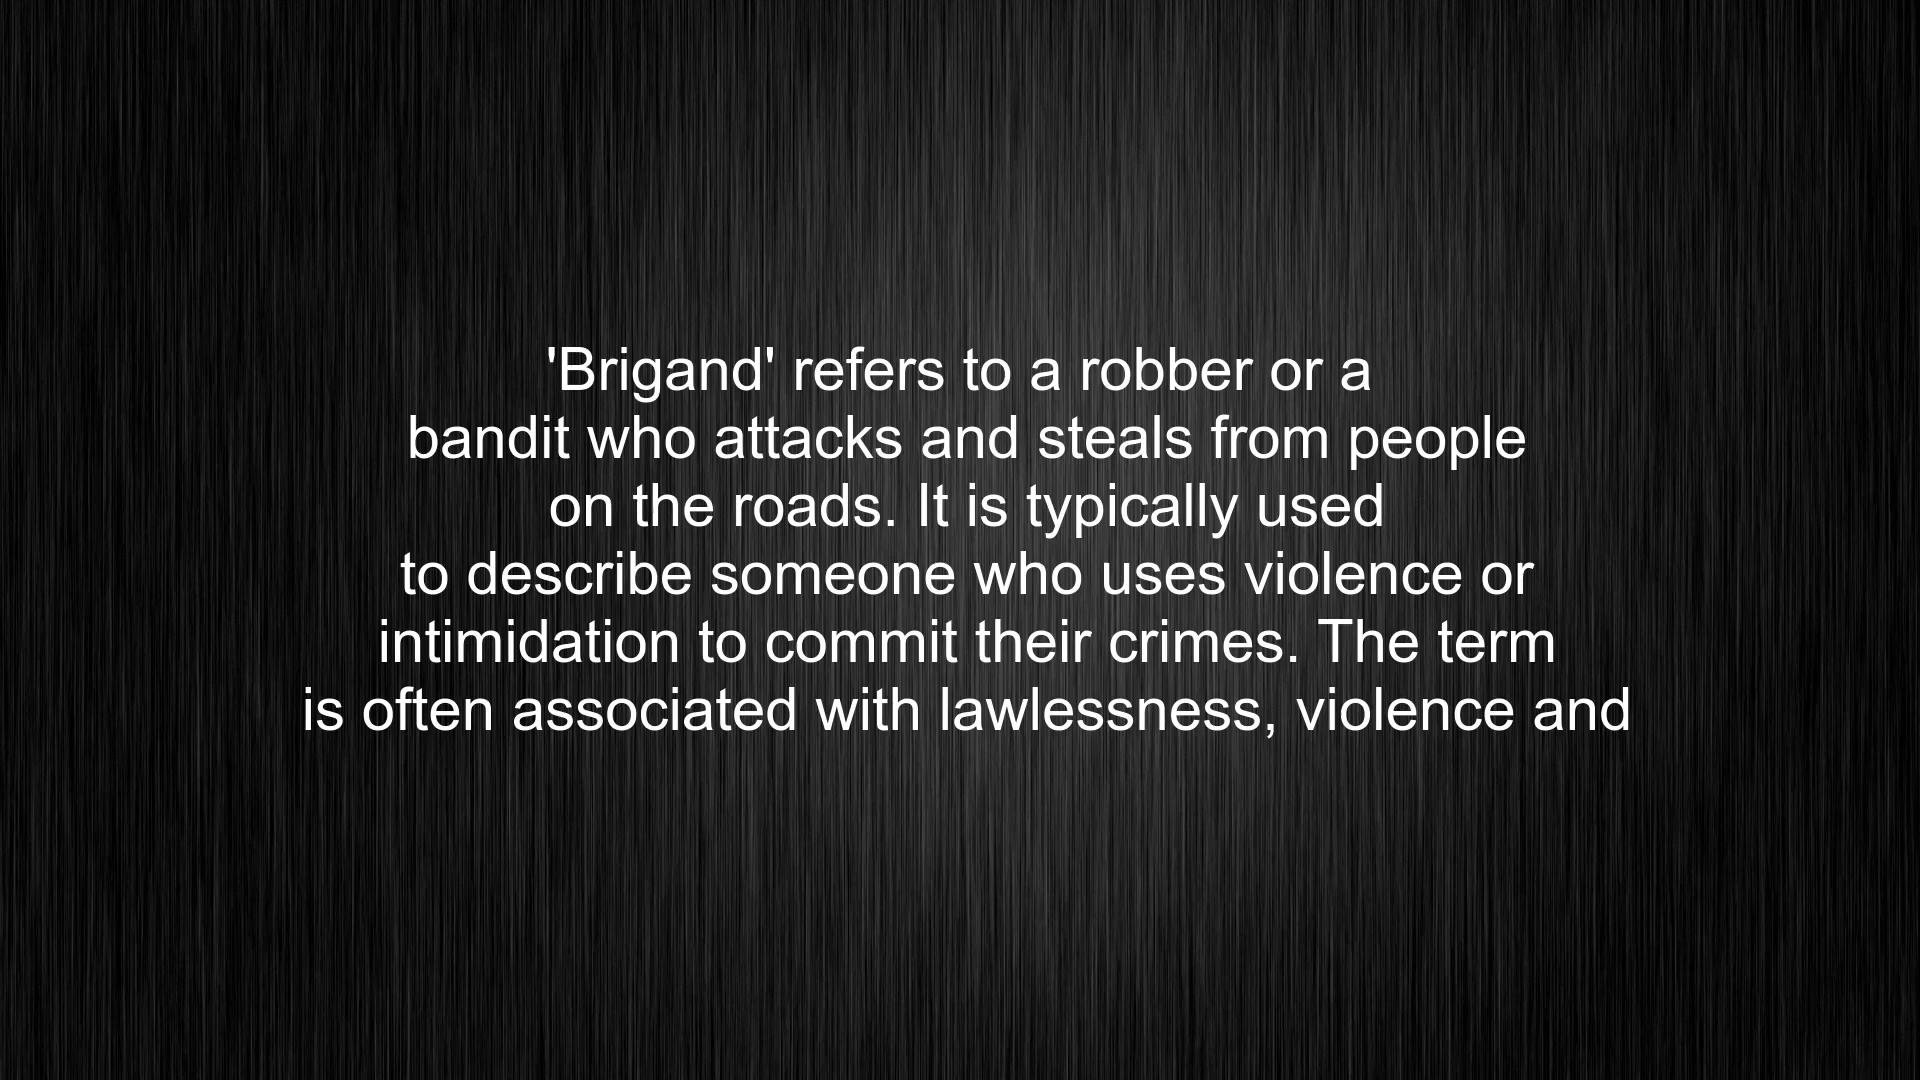 'Brigand' refers to a robber or a
bandit who attacks and steals from people
on the roads. It is typically used
to describe someone who uses violence or
intimidation to commit their crimes. The term
is often associated with lawlessness, violence and